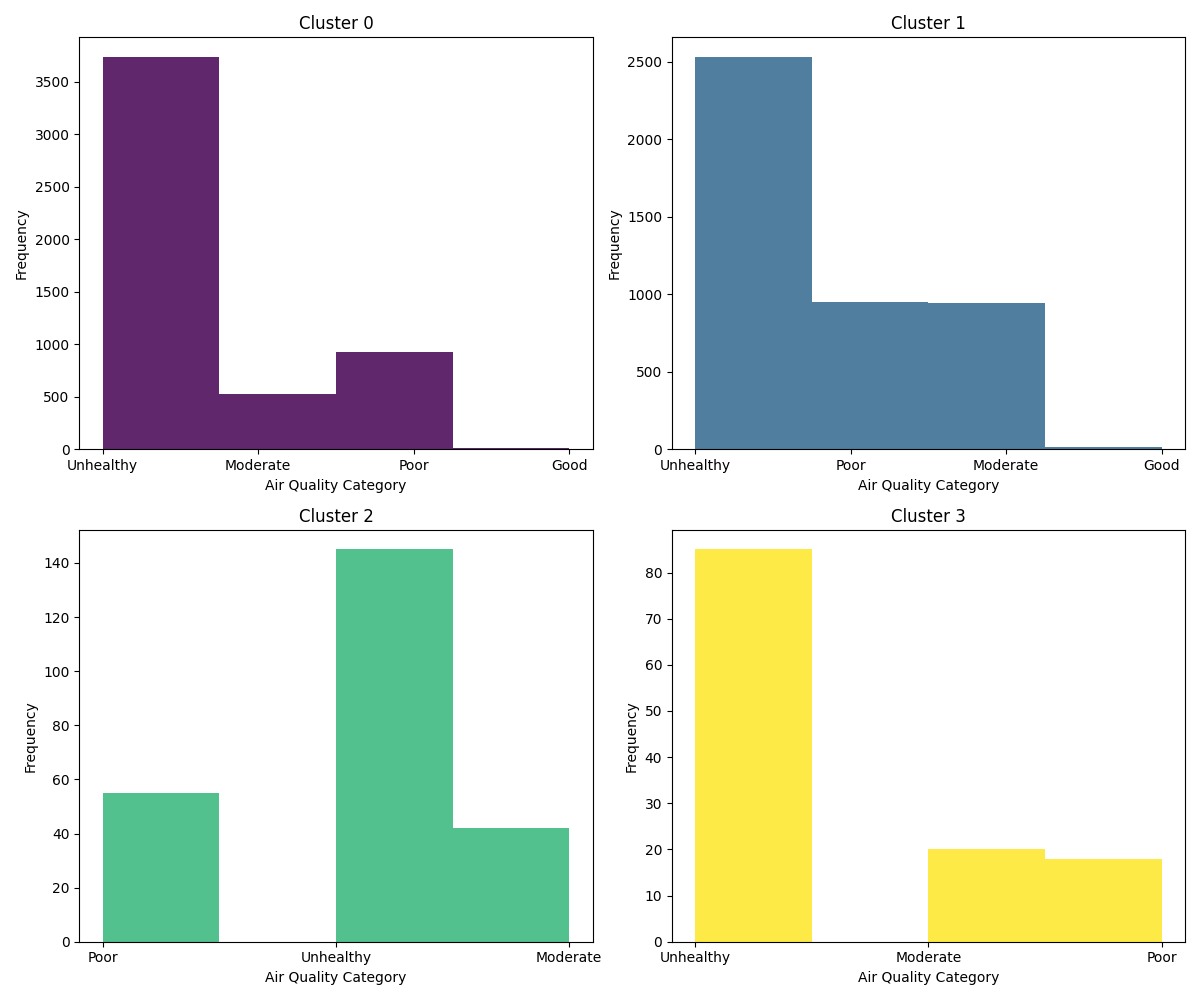 Cluster 0
3500
3000
2500
2000
1500
1000
500
0
Frequency
Unhealthy Moderate Poor Good
Air Quality Category
Cluster 1
2500
2000
1500
1000
500
0
Frequency
Unhealthy Poor Moderate Good
Air Quality Category
Cluster 2
140
120
100
80
60
40
20
0
Frequency
Poor Unhealthy Moderate
Air Quality Category
Cluster 3
80
70
60
50
40
30
20
10
0
Frequency
Unhealthy Moderate Poor
Air Quality Category